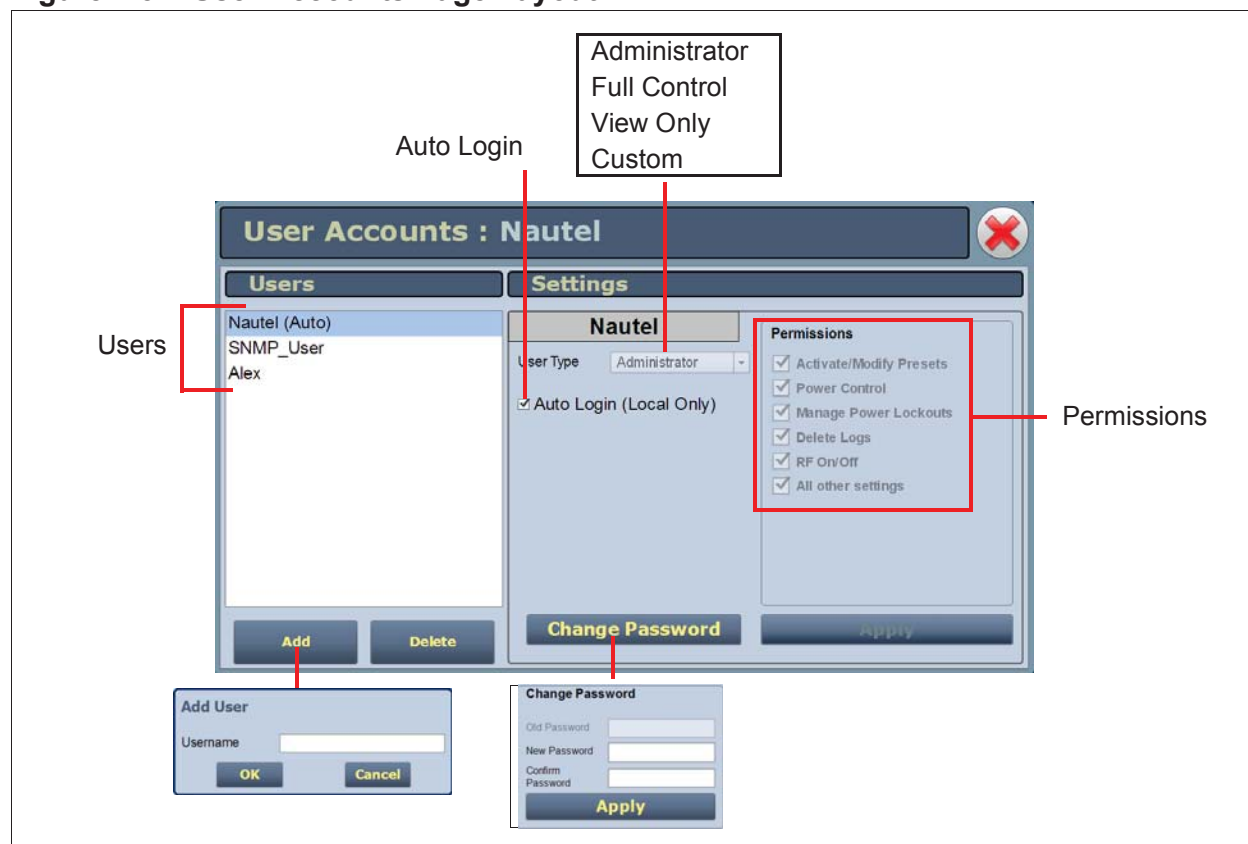 Administrator
Full Control
View Only
Custom
Auto Login
User Accounts : Nautel
Users
Settings
Users
Nautel (Auto)
SNMP_User
Alex
Nautel
User Type
Administrator
Auto Login (Local Only)
Permissions
Activate/Modify Presets
Power Control
Manage Power Lockouts
Delete Logs
RF On/Off
All other settings
Permissions
Add
Delete
Change Password
Apply
Add User
Username
OK
Cancel
Change Password
Old Password
New Password
Confirm
Password
Apply